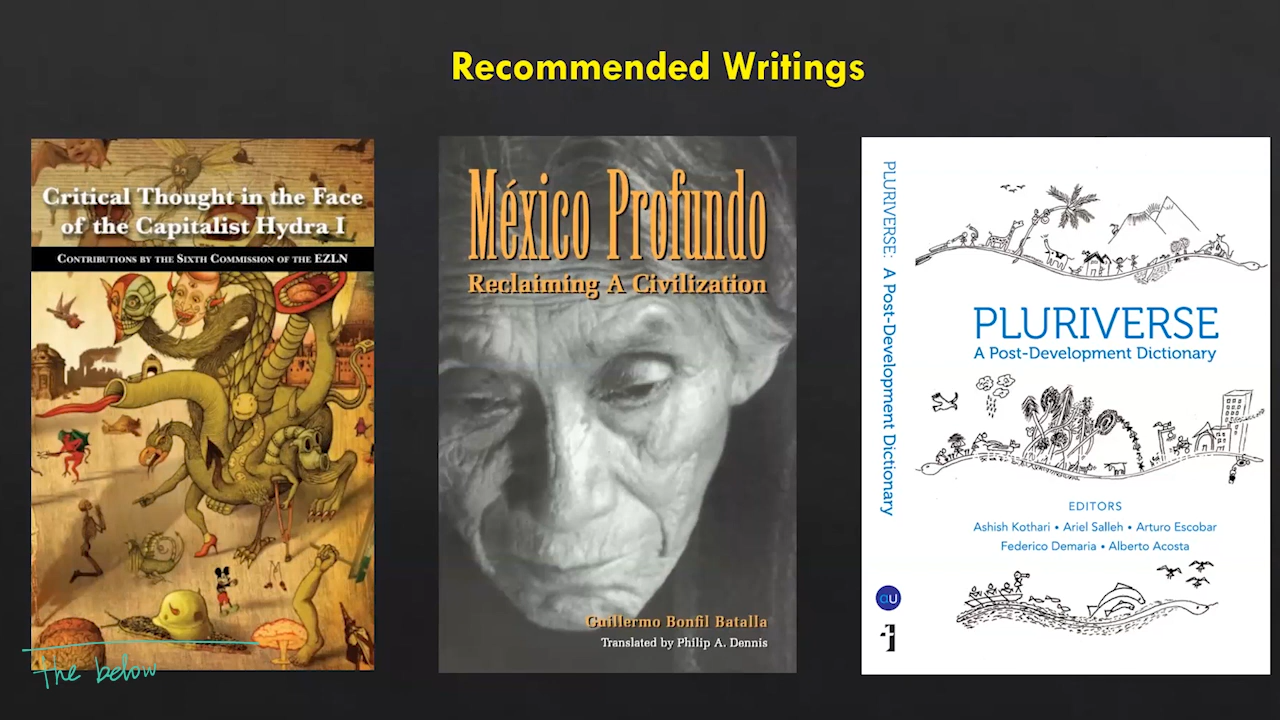 Recommended Writings
Critical Thought in the Face
of the Capitalist Hydra I
Contributions by the Sixth Commission of the EZLN
the below
México Profundo
Reclaiming A Civilization
Guillermo Bonfil Batalla
Translated by Philip A. Dennis
PLURIVERSE: A Post-Development Dictionary
au
PLURIVERSE
A Post-Development Dictionary
EDITORS
Ashish Kothari • Ariel Salleh • Arturo Escobar
Federico Demaria • Alberto Acosta